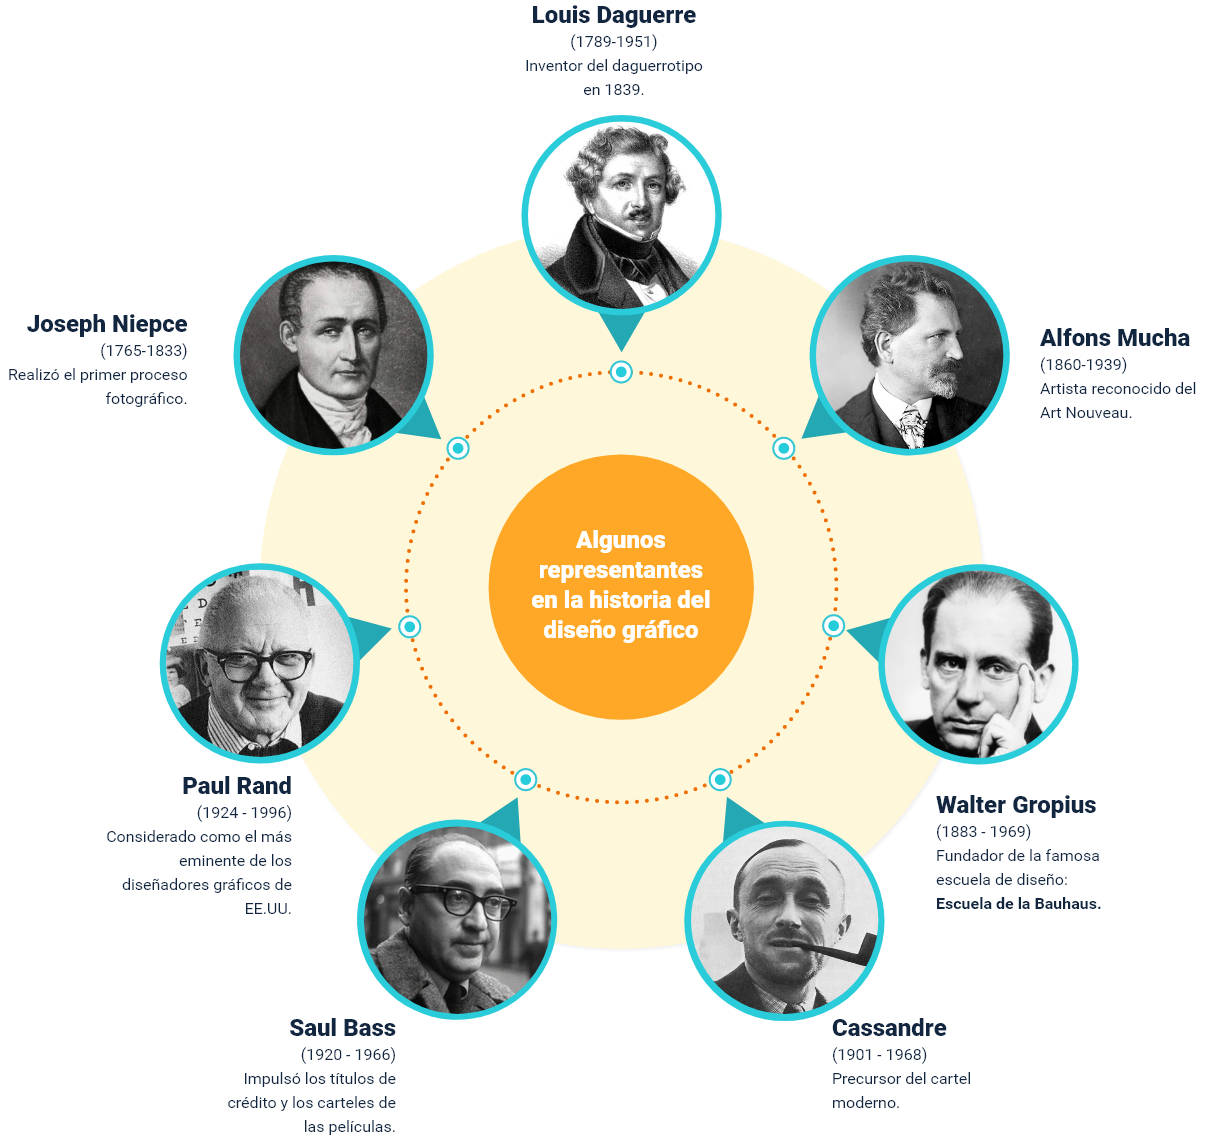 Louis Daguerre
(1789-1951)
Inventor del daguerrotipo
en 1839.
Alfons Mucha
(1860-1939)
Artista reconocido del
Art Nouveau.
Walter Gropius
(1883 - 1969)
Fundador de la famosa
escuela de diseño:
Escuela de la Bauhaus.
Cassandre
(1901 - 1968)
Precursor del cartel
moderno.
Saul Bass
(1920 - 1966)
Impulsó los títulos de
crédito y los carteles de
las películas.
Paul Rand
(1924 - 1996)
Considerado como el más
eminente de los
diseñadores gráficos de
EE.UU.
Joseph Niepce
(1765-1833)
Realizó el primer proceso
fotográfico.
Algunos
representantes
en la historia del
diseño gráfico